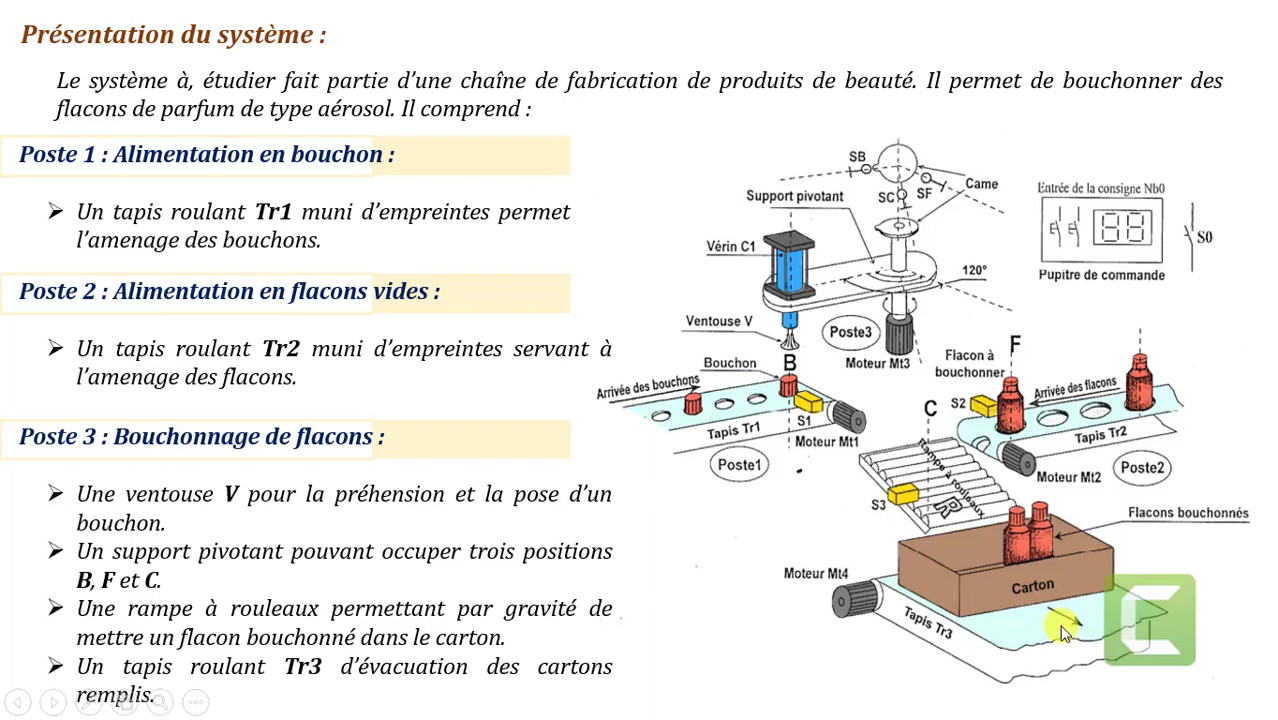 Présentation du système :
Le système à, étudier fait partie d’une chaîne de fabrication de produits de beauté. Il permet de bouchonner des
flacons de parfum de type aérosol. Il comprend :
Poste 1 : Alimentation en bouchon :
➢ Un tapis roulant Tr1 muni d’empreintes permet
l’amenage des bouchons.
Poste 2 : Alimentation en flacons vides :
➢ Un tapis roulant Tr2 muni d’empreintes servant à
l’amenage des flacons.
Poste 3 : Bouchonnage de flacons :
➢ Une ventouse V pour la préhension et la pose d’un
bouchon.
➢ Un support pivotant pouvant occuper trois positions
B, F et C.
➢ Une rampe à rouleaux permettant par gravité de
mettre un flacon bouchonné dans le carton.
➢ Un tapis roulant Tr3 d’évacuation des cartons
remplis.
SB
SC
SF
Came
Support pivotant
Vérin C1
120°
Ventouse V
Poste3
Moteur Mt3
Entrée de la consigne Nb0
E
E
S0
Pupitre de commande
Bouchon
B
Arrivée des bouchons
S1
Tapis Tr1
Moteur Mt1
Poste1
Flacon à
bouchonner
F
Arrivée des flacons
S2
C
Tapis Tr2
Moteur Mt2
Poste2
Rampe à rouleaux
R
S3
Flacons bouchonnés
Moteur Mt4
Carton
Tapis Tr3